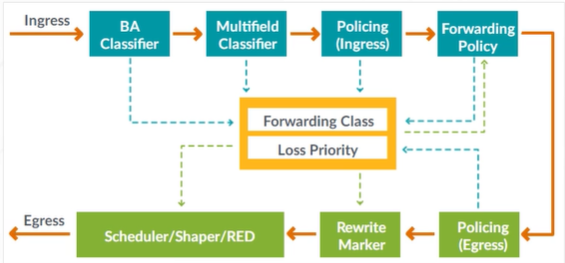 Ingress
BA
Classifier
Multifield
Classifier
Policing
(Ingress)
Forwarding
Policy
Forwarding Class
Loss Priority
Egress
Scheduler/Shaper/RED
Rewrite
Marker
Policing
(Egress)